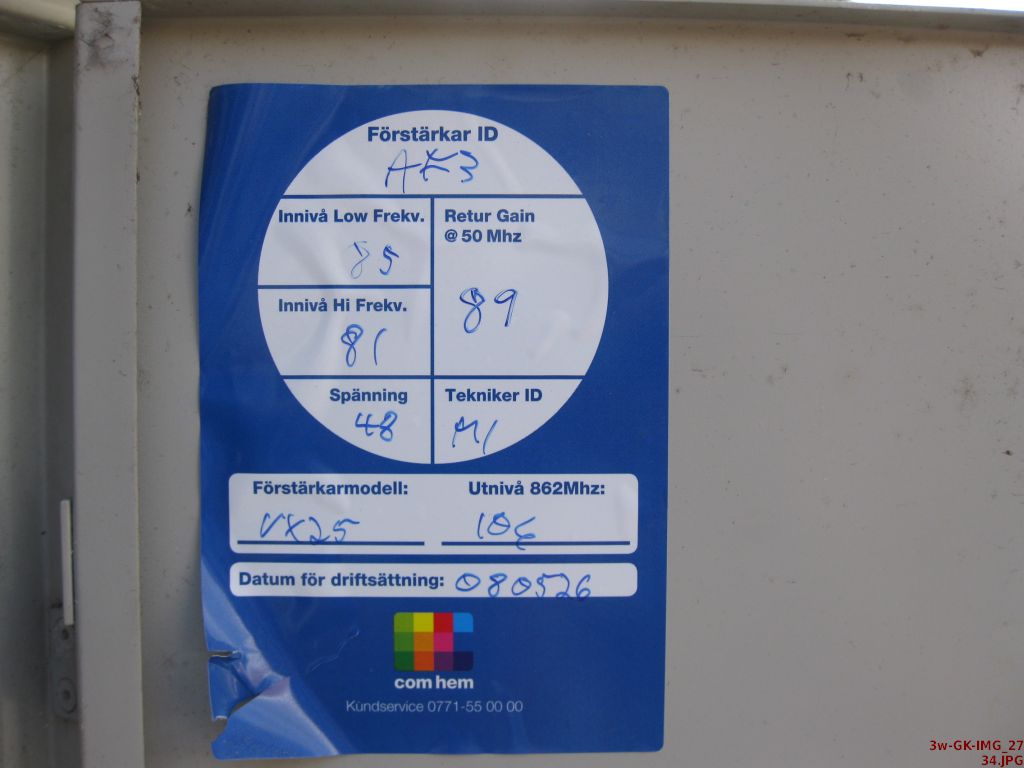 Förstärkar ID
AK3
Innivå Low Frekv.
85
Retur Gain
@ 50 Mhz
89
Innivå Hi Frekv.
81
Spänning
48
Tekniker ID
M1
Förstärkarmodell:
VX25
Utnivå 862Mhz:
106
Datum för driftsättning: 080526
com hem
Kundservice 0771-55 00 00
3w-GK-IMG_27
34.JPG